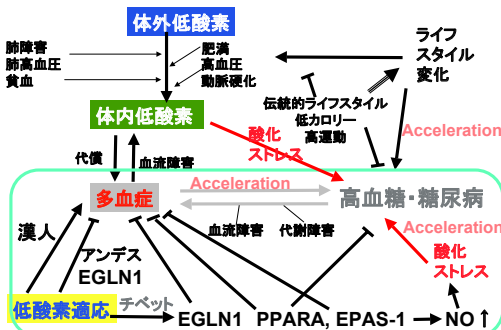 体外低酸素
肺障害
肺高血圧
貧血
肥満
高血圧
動脈硬化
ライフ
スタイル
変化
伝統的ライフスタイル
低カロリー
高運動
体内低酸素
酸化
ストレス
Acceleration
代償
血流障害
Acceleration
多血症
高血糖・糖尿病
血流障害
代謝障害
Acceleration
漢人
アンデス
EGLN1
酸化
ストレス
低酸素適応
チベット
EGLN1
PPARA, EPAS-1
NO↑